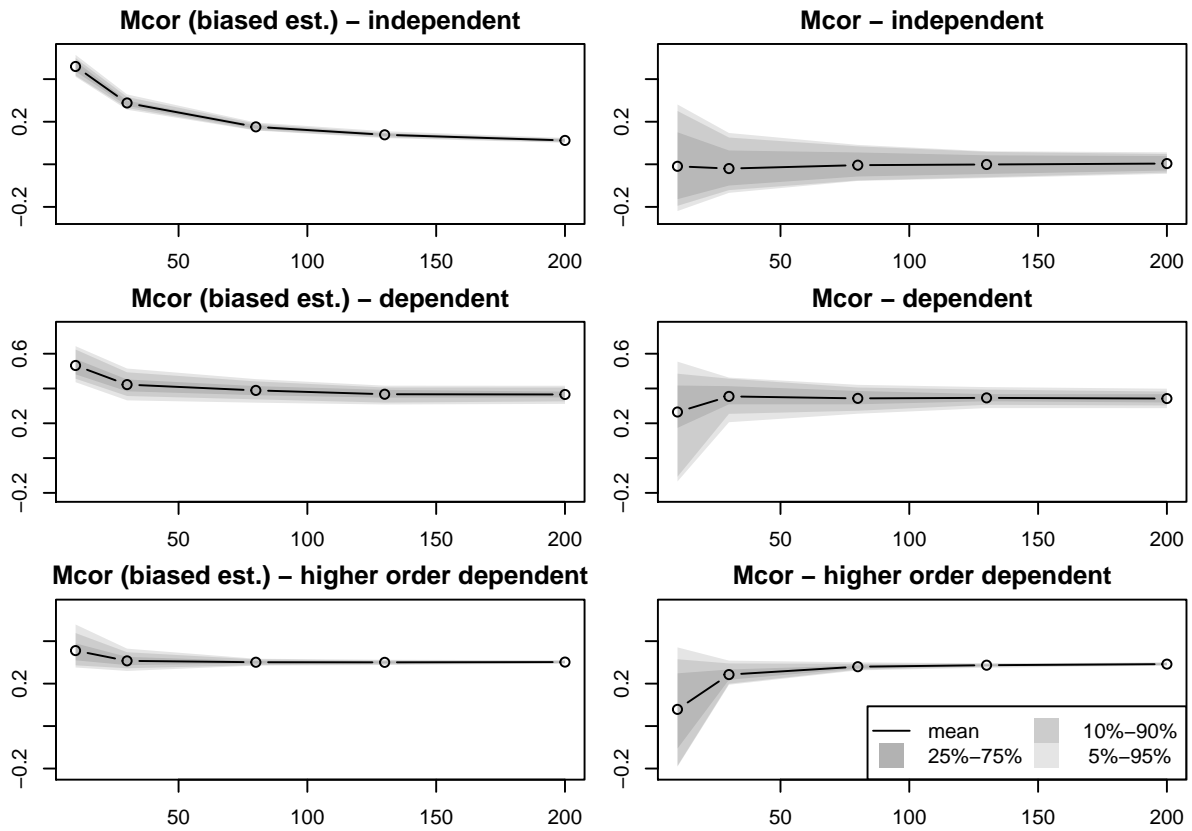 Mcor (biased est.) – independent
0.2
−0.2
50 100 150 200
Mcor – independent
0.2
−0.2
50 100 150 200
Mcor (biased est.) – dependent
0.6
0.2
−0.2
50 100 150 200
Mcor – dependent
0.6
0.2
−0.2
50 100 150 200
Mcor (biased est.) – higher order dependent
0.2
−0.2
50 100 150 200
Mcor – higher order dependent
0.2
−0.2
mean 10%−90%
25%−75% 5%−95%
50 100 150 200